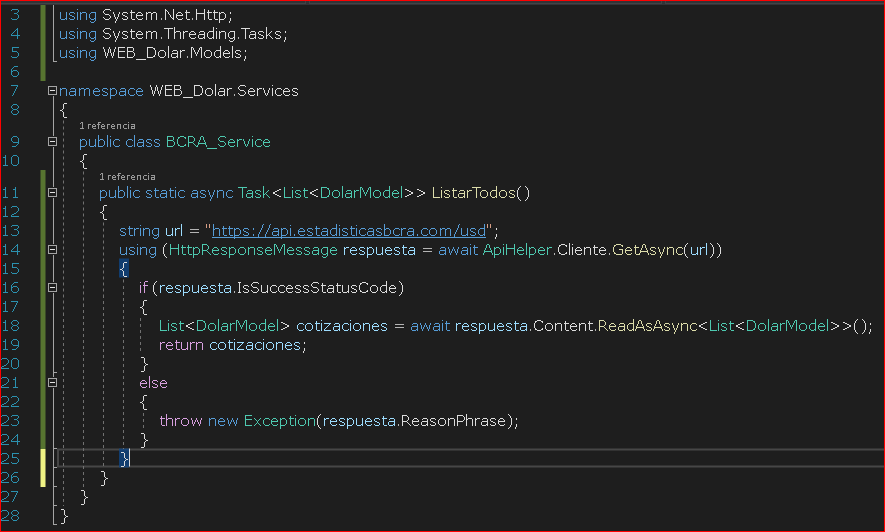 3 using System.Net.Http;
4 using System.Threading.Tasks;
5 using WEB_Dolar.Models;
6
7 namespace WEB_Dolar.Services
8 {
1 referencia
9 public class BCRA_Service
10 {
1 referencia
11 public static async Task<List<DolarModel>> ListarTodos()
12 {
13 string url = "https://api.estadisticasbcra.com/usd";
14 using (HttpResponseMessage respuesta = await ApiHelper.Cliente.GetAsync(url))
15 {
16 if (respuesta.IsSuccessStatusCode)
17 {
18 List<DolarModel> cotizaciones = await respuesta.Content.ReadAsAsync<List<DolarModel>>();
19 return cotizaciones;
20 }
21 else
22 {
23 throw new Exception(respuesta.ReasonPhrase);
24 }
25 }
26 }
27 }
28 }